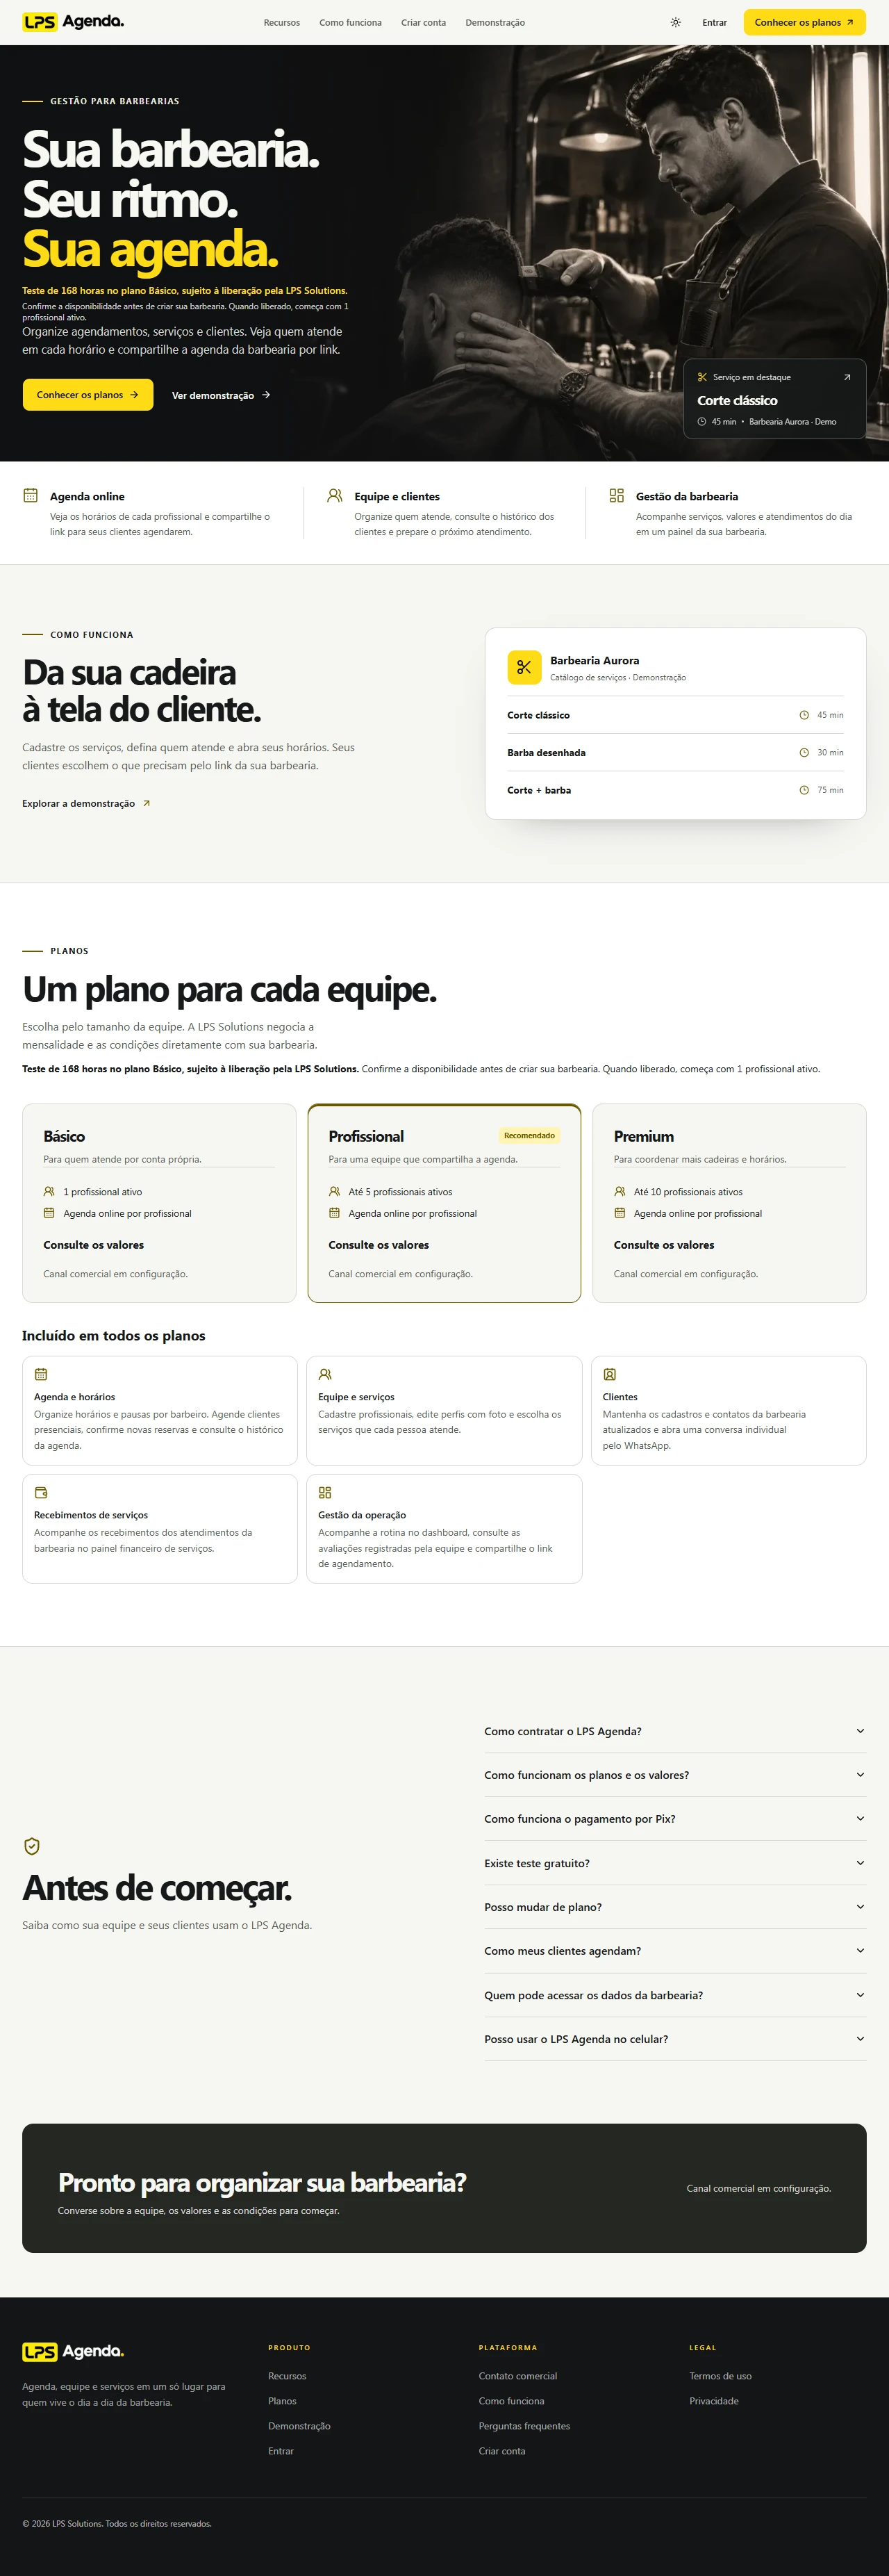 LPS Agenda.
Recursos
Como funciona
Criar conta
Demonstração
Entrar
Conhecer os planos
GESTÃO PARA BARBEARIAS
Sua barbearia.
Seu ritmo.
Sua agenda.
Teste de 168 horas no plano Básico, sujeito à liberação pela LPS Solutions.
Confirme a disponibilidade antes de criar sua barbearia. Quando liberado, começa com 1
profissional ativo.
Organize agendamentos, serviços e clientes. Veja quem atende
em cada horário e compartilhe a agenda da barbearia por link.
Conhecer os planos
Ver demonstração
Serviço em destaque
Corte clássico
45 min • Barbearia Aurora · Demo
Agenda online
Veja os horários de cada profissional e compartilhe o
link para seus clientes agendarem.
Equipe e clientes
Organize quem atende, consulte o histórico dos
clientes e prepare o próximo atendimento.
Gestão da barbearia
Acompanhe serviços, valores e atendimentos do dia
em um painel da sua barbearia.
COMO FUNCIONA
Da sua cadeira
à tela do cliente.
Cadastre os serviços, defina quem atende e abra seus horários. Seus
clientes escolhem o que precisam pelo link da sua barbearia.
Explorar a demonstração
Barbearia Aurora
Catálogo de serviços · Demonstração
Corte clássico
45 min
Barba desenhada
30 min
Corte + barba
75 min
PLANOS
Um plano para cada equipe.
Escolha pelo tamanho da equipe. A LPS Solutions negocia a
mensalidade e as condições diretamente com sua barbearia.
Teste de 168 horas no plano Básico, sujeito à liberação pela LPS Solutions. Confirme a disponibilidade antes de criar sua barbearia. Quando liberado, começa com 1 profissional ativo.
Básico
Para quem atende por conta própria.
1 profissional ativo
Agenda online por profissional
Consulte os valores
Canal comercial em configuração.
Profissional
Recomendado
Para uma equipe que compartilha a agenda.
Até 5 profissionais ativos
Agenda online por profissional
Consulte os valores
Canal comercial em configuração.
Premium
Para coordenar mais cadeiras e horários.
Até 10 profissionais ativos
Agenda online por profissional
Consulte os valores
Canal comercial em configuração.
Incluído em todos os planos
Agenda e horários
Organize horários e pausas por barbeiro. Agende clientes
presenciais, confirme novas reservas e consulte o histórico
da agenda.
Equipe e serviços
Cadastre profissionais, edite perfis com foto e escolha os
serviços que cada pessoa atende.
Clientes
Mantenha os cadastros e contatos da barbearia
atualizados e abra uma conversa individual
pelo WhatsApp.
Recebimentos de serviços
Acompanhe os recebimentos dos atendimentos da
barbearia no painel financeiro de serviços.
Gestão da operação
Acompanhe a rotina no dashboard, consulte as
avaliações registradas pela equipe e compartilhe o link
de agendamento.
Antes de começar.
Saiba como sua equipe e seus clientes usam o LPS Agenda.
Como contratar o LPS Agenda?
Como funcionam os planos e os valores?
Como funciona o pagamento por Pix?
Existe teste gratuito?
Posso mudar de plano?
Como meus clientes agendam?
Quem pode acessar os dados da barbearia?
Posso usar o LPS Agenda no celular?
Pronto para organizar sua barbearia?
Converse sobre a equipe, os valores e as condições para começar.
Canal comercial em configuração.
LPS Agenda.
Agenda, equipe e serviços em um só lugar para
quem vive o dia a dia da barbearia.
PRODUTO
Recursos
Planos
Demonstração
Entrar
PLATAFORMA
Contato comercial
Como funciona
Perguntas frequentes
Criar conta
LEGAL
Termos de uso
Privacidade
© 2026 LPS Solutions. Todos os direitos reservados.